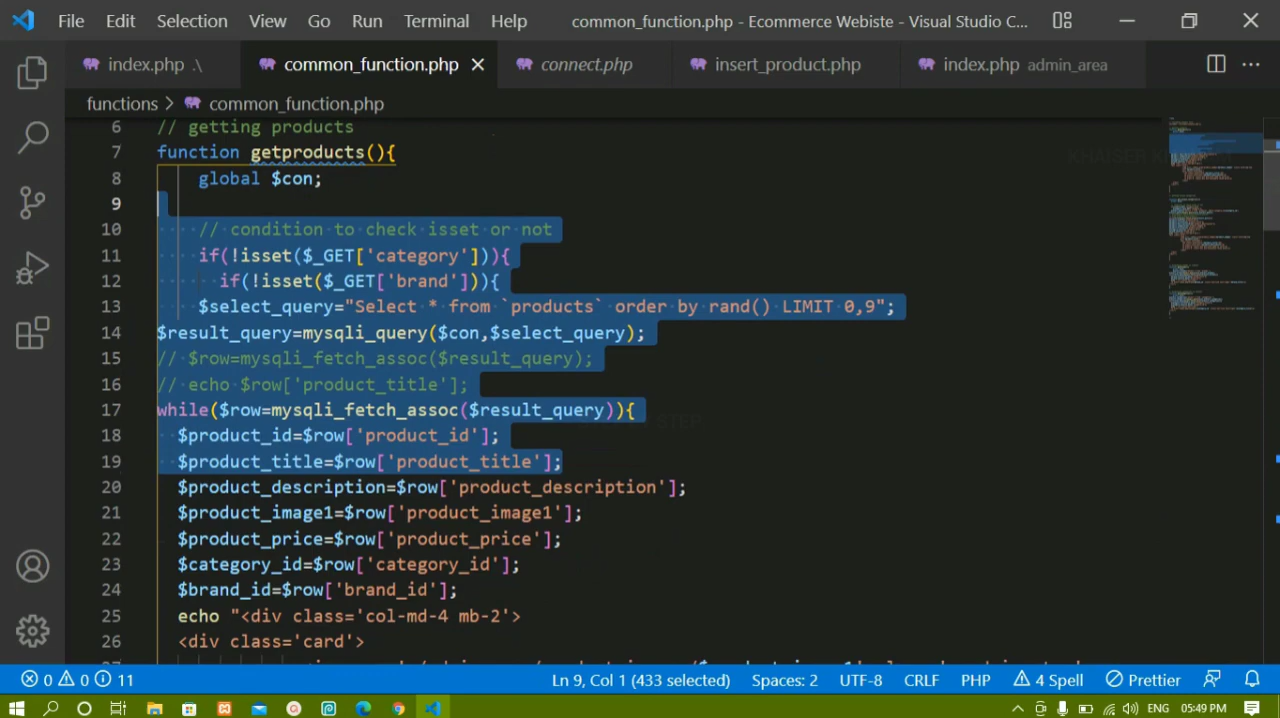 File Edit Selection View Go Run Terminal Help common_function.php - Ecommerce Webiste - Visual Studio C...
index.php .\ common_function.php connect.php insert_product.php index.php admin_area
functions > common_function.php
6 // getting products
7 function getproducts(){
8 global $con;
9
10 // condition to check isset or not
11 if(!isset($_GET['category'])){
12 if(!isset($_GET['brand'])){
13 $select_query="Select * from `products` order by rand() LIMIT 0,9";
14 $result_query=mysqli_query($con,$select_query);
15 // $row=mysqli_fetch_assoc($result_query);
16 // echo $row['product_title'];
17 while($row=mysqli_fetch_assoc($result_query)){
18 $product_id=$row['product_id'];
19 $product_title=$row['product_title'];
20 $product_description=$row['product_description'];
21 $product_image1=$row['product_image1'];
22 $product_price=$row['product_price'];
23 $category_id=$row['category_id'];
24 $brand_id=$row['brand_id'];
25 echo "<div class='col-md-4 mb-2'>
26 <div class='card'>
0 0 11 Ln 9, Col 1 (433 selected) Spaces: 2 UTF-8 CRLF PHP 4 Spell Prettier
ENG 05:49 PM